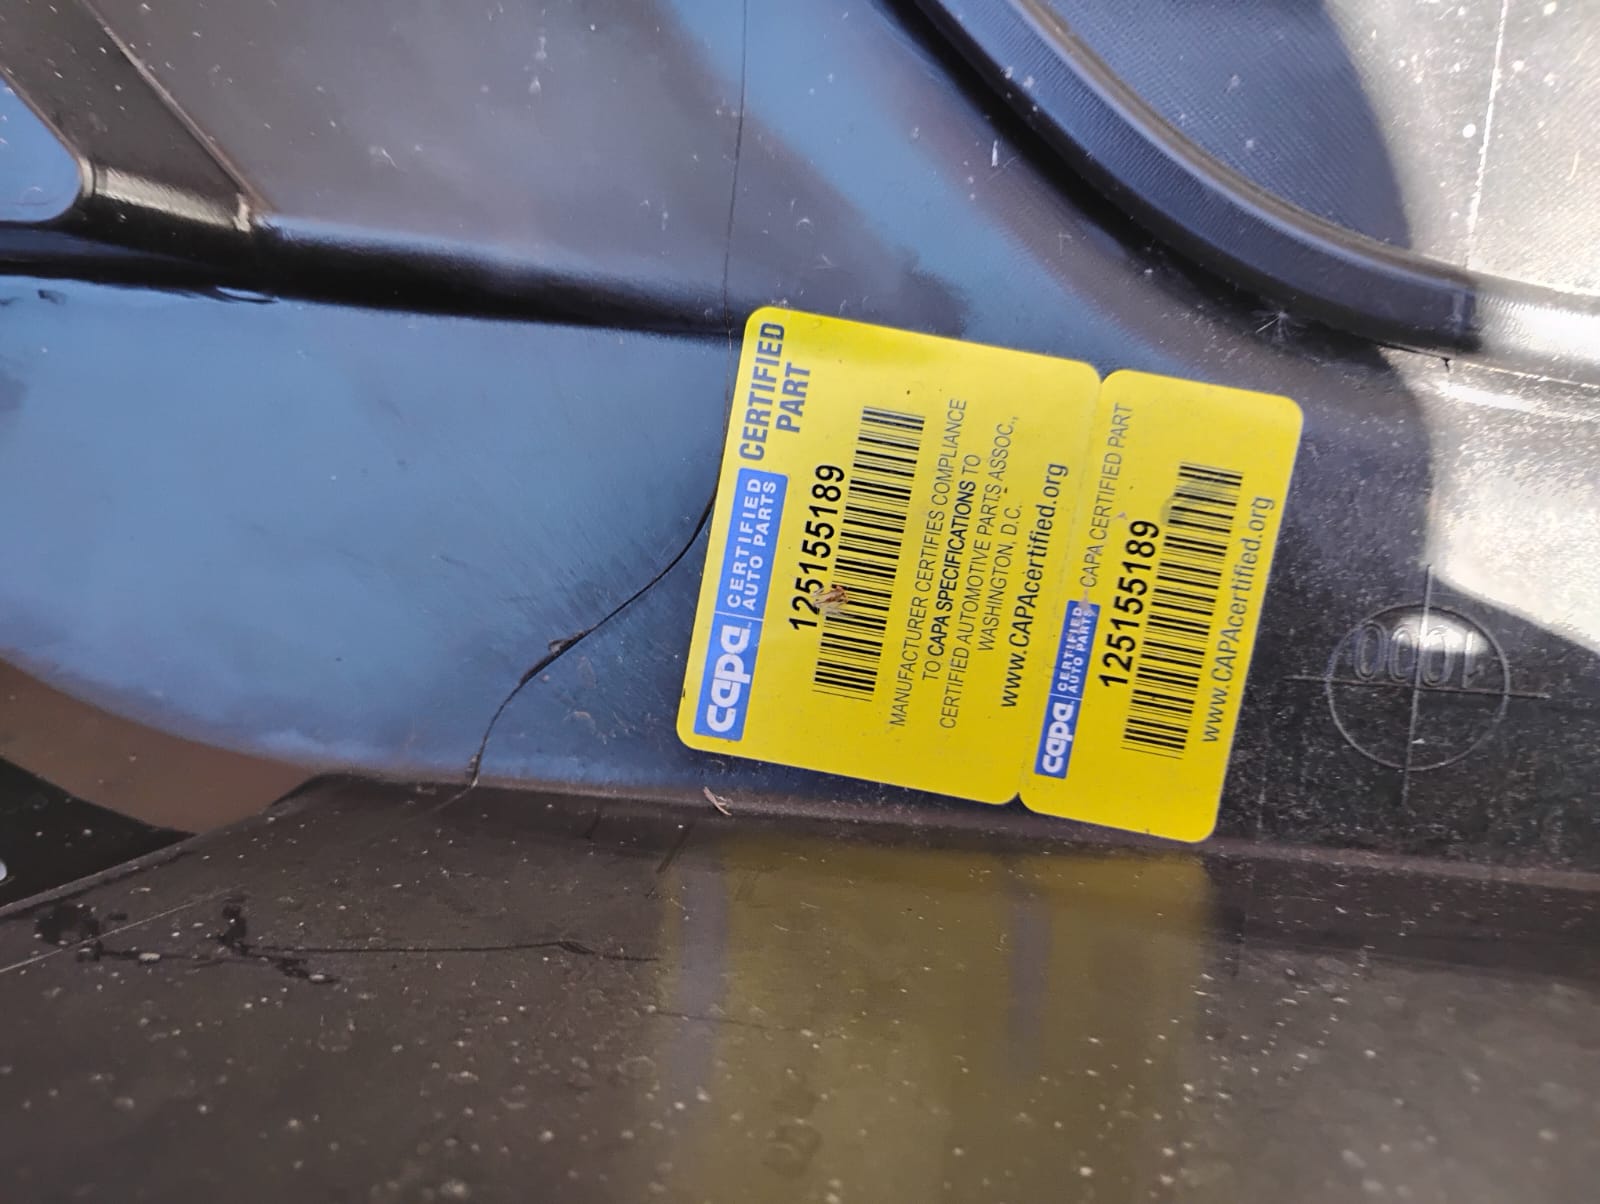 capa CERTIFIED AUTO PARTS
CERTIFIED PART
125155189
MANUFACTURER CERTIFIES COMPLIANCE
TO CAPA SPECIFICATIONS TO
CERTIFIED AUTOMOTIVE PARTS ASSOC.,
WASHINGTON, D.C.
www.CAPAcertified.org
capa CERTIFIED AUTO PARTS CAPA CERTIFIED PART
125155189
www.CAPAcertified.org
1000